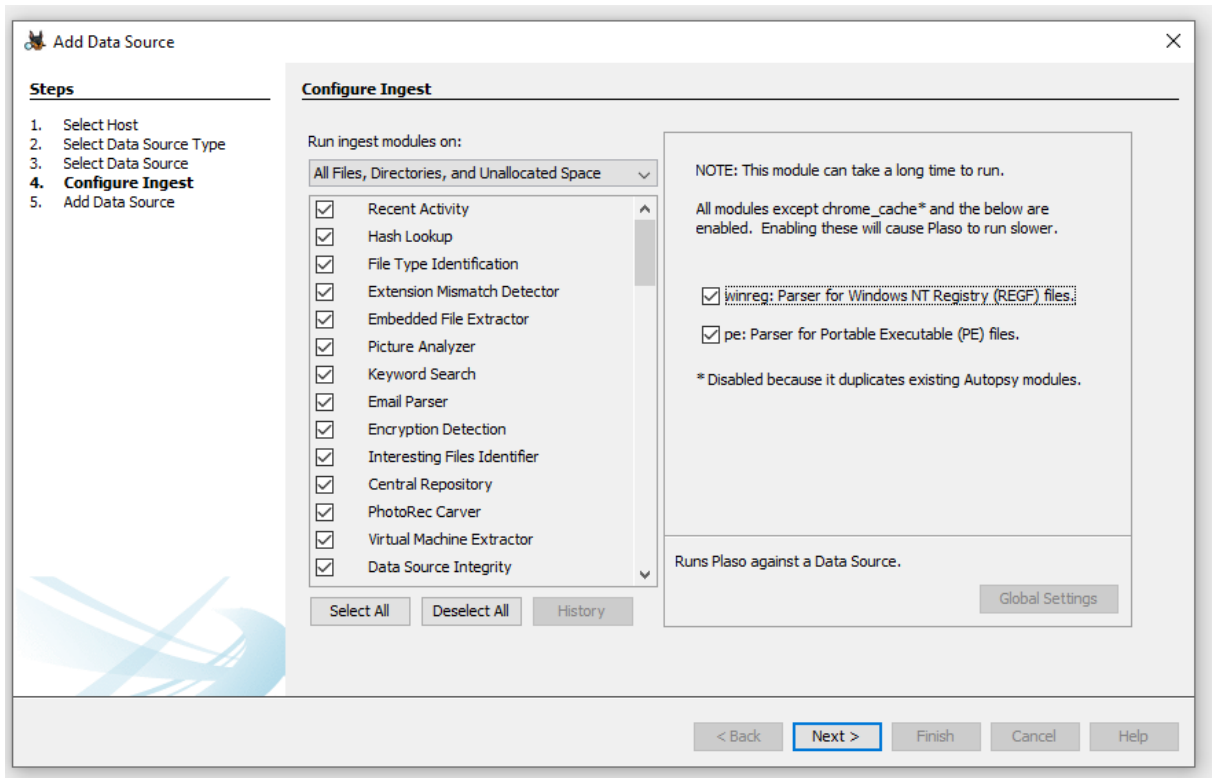 Add Data Source
Steps
1. Select Host
2. Select Data Source Type
3. Select Data Source
4. Configure Ingest
5. Add Data Source
Configure Ingest
Run ingest modules on:
All Files, Directories, and Unallocated Space
Recent Activity
Hash Lookup
File Type Identification
Extension Mismatch Detector
Embedded File Extractor
Picture Analyzer
Keyword Search
Email Parser
Encryption Detection
Interesting Files Identifier
Central Repository
PhotoRec Carver
Virtual Machine Extractor
Data Source Integrity
Select All
Deselect All
History
NOTE: This module can take a long time to run.
All modules except chrome_cache* and the below are
enabled. Enabling these will cause Plaso to run slower.
winreg: Parser for Windows NT Registry (REGF) files.
pe: Parser for Portable Executable (PE) files.
* Disabled because it duplicates existing Autopsy modules.
Runs Plaso against a Data Source.
Global Settings
< Back
Next >
Finish
Cancel
Help